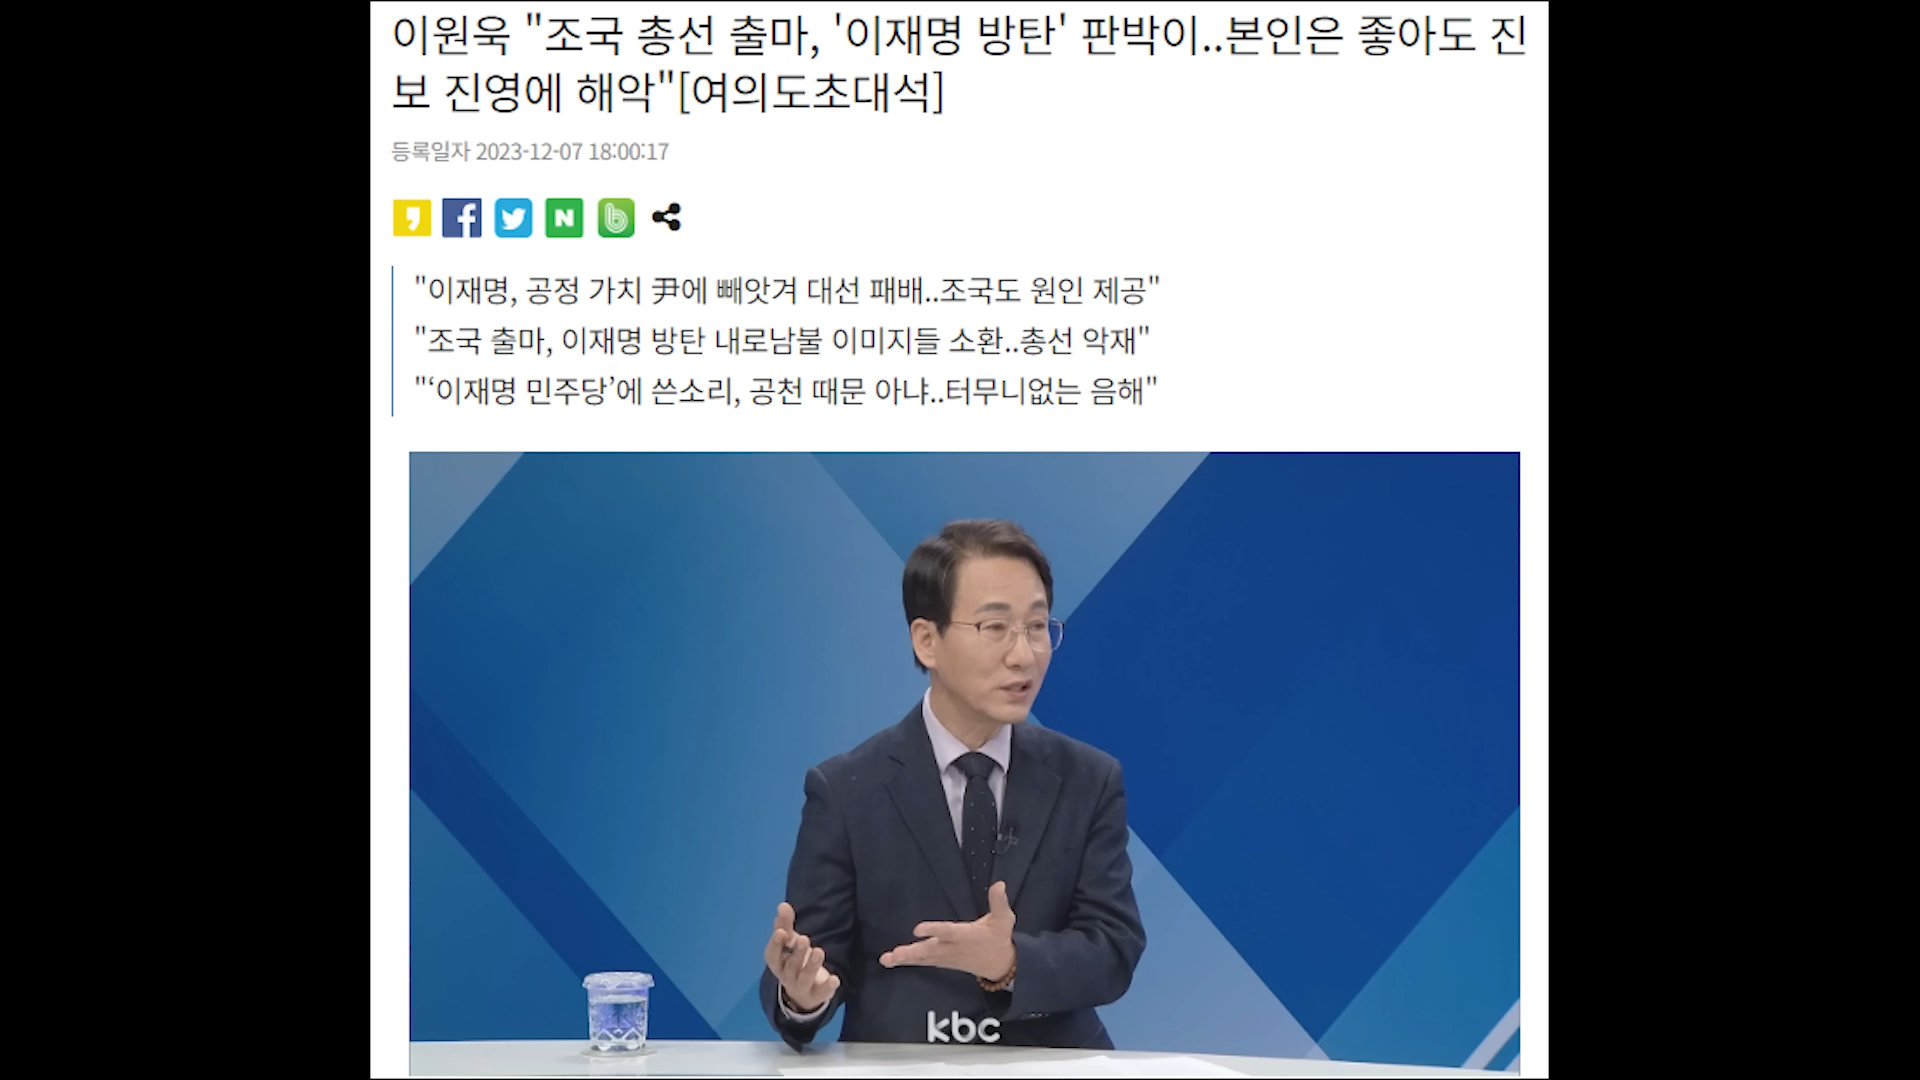 이원욱 "조국 총선 출마, '이재명 방탄' 판박이..본인은 좋아도 진
보 진영에 해악"[여의도초대석]
등록일자 2023-12-07 18:00:17
"이재명, 공정 가치 尹에 빼앗겨 대선 패배..조국도 원인 제공"
"조국 출마, 이재명 방탄 내로남불 이미지들 소환..총선 악재"
"‘이재명 민주당’에 쓴소리, 공천 때문 아냐..터무니없는 음해"
kbc